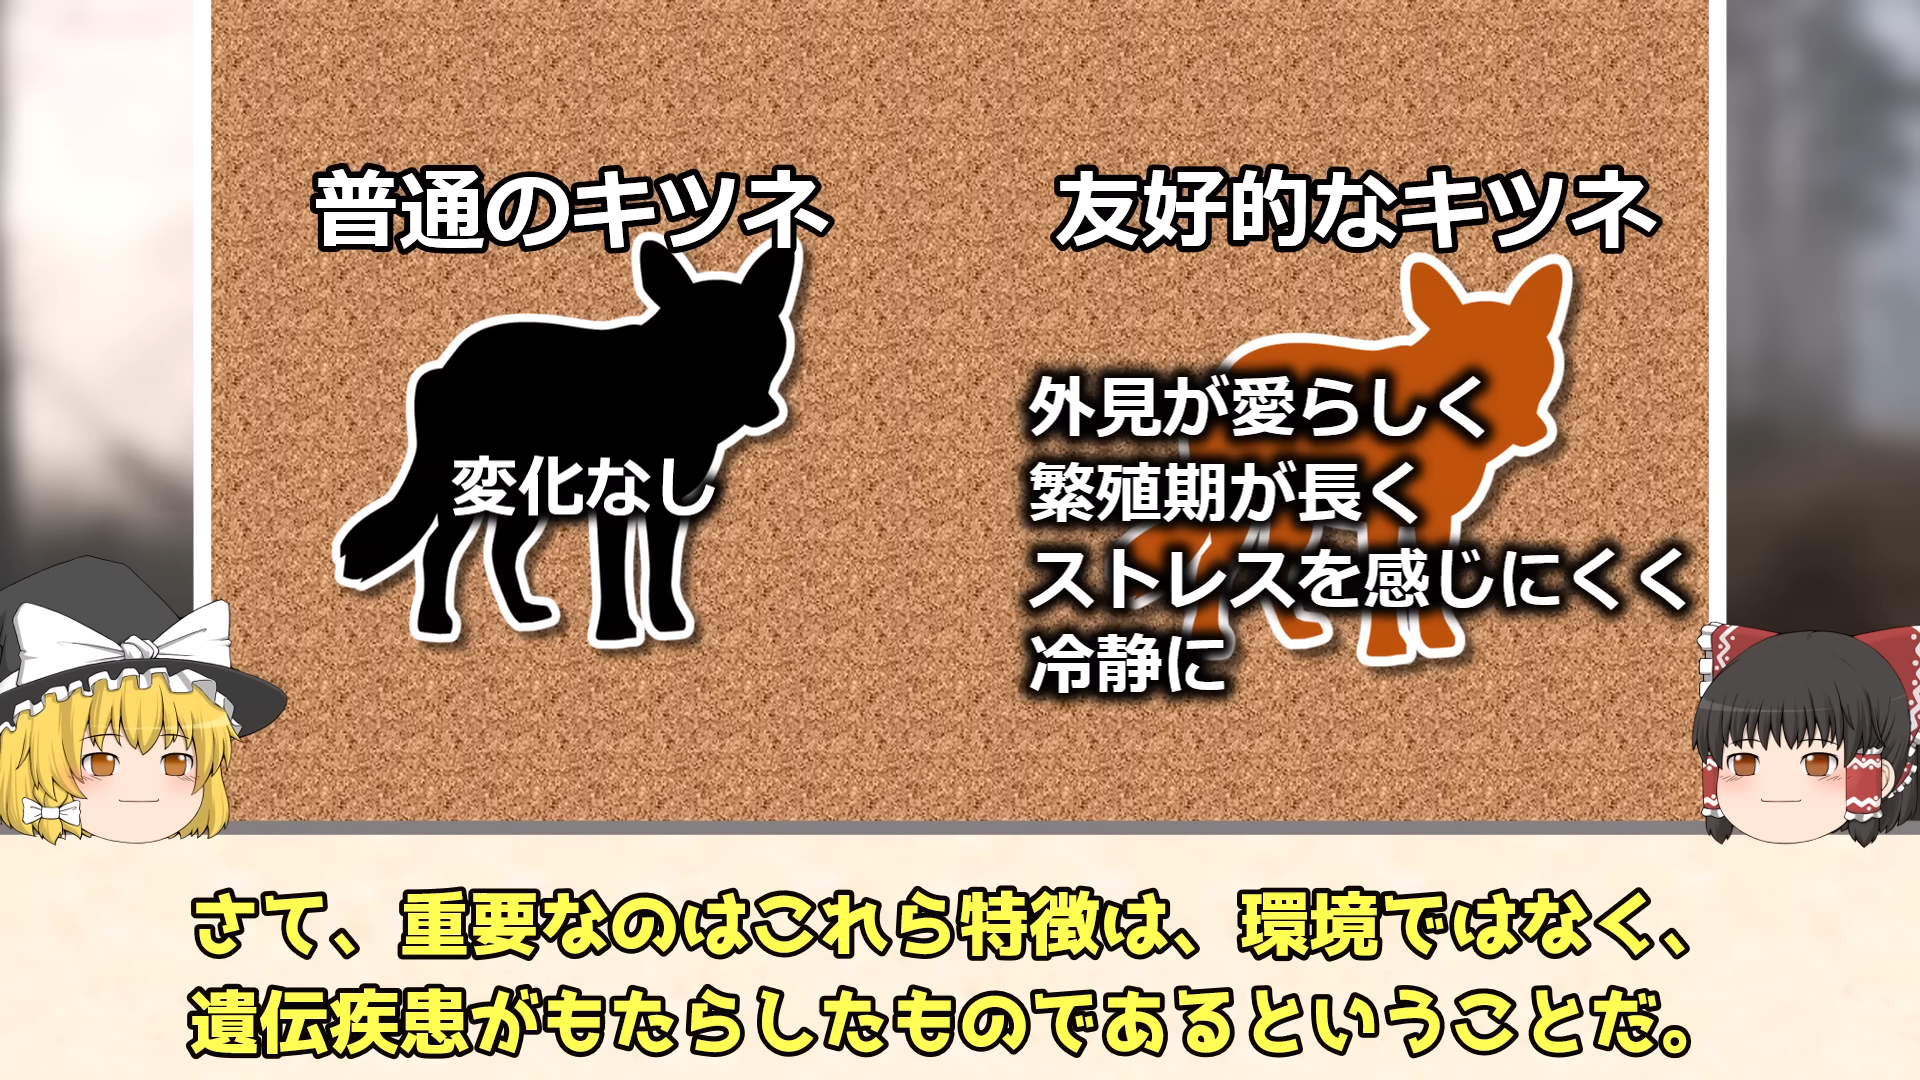 普通のキツネ
友好的なキツネ
変化なし
外見が愛らしく
繁殖期が長く
ストレスを感じにくく
冷静に
さて、重要なのはこれら特徴は、環境ではなく、
遺伝疾患がもたらしたものであるということだ。